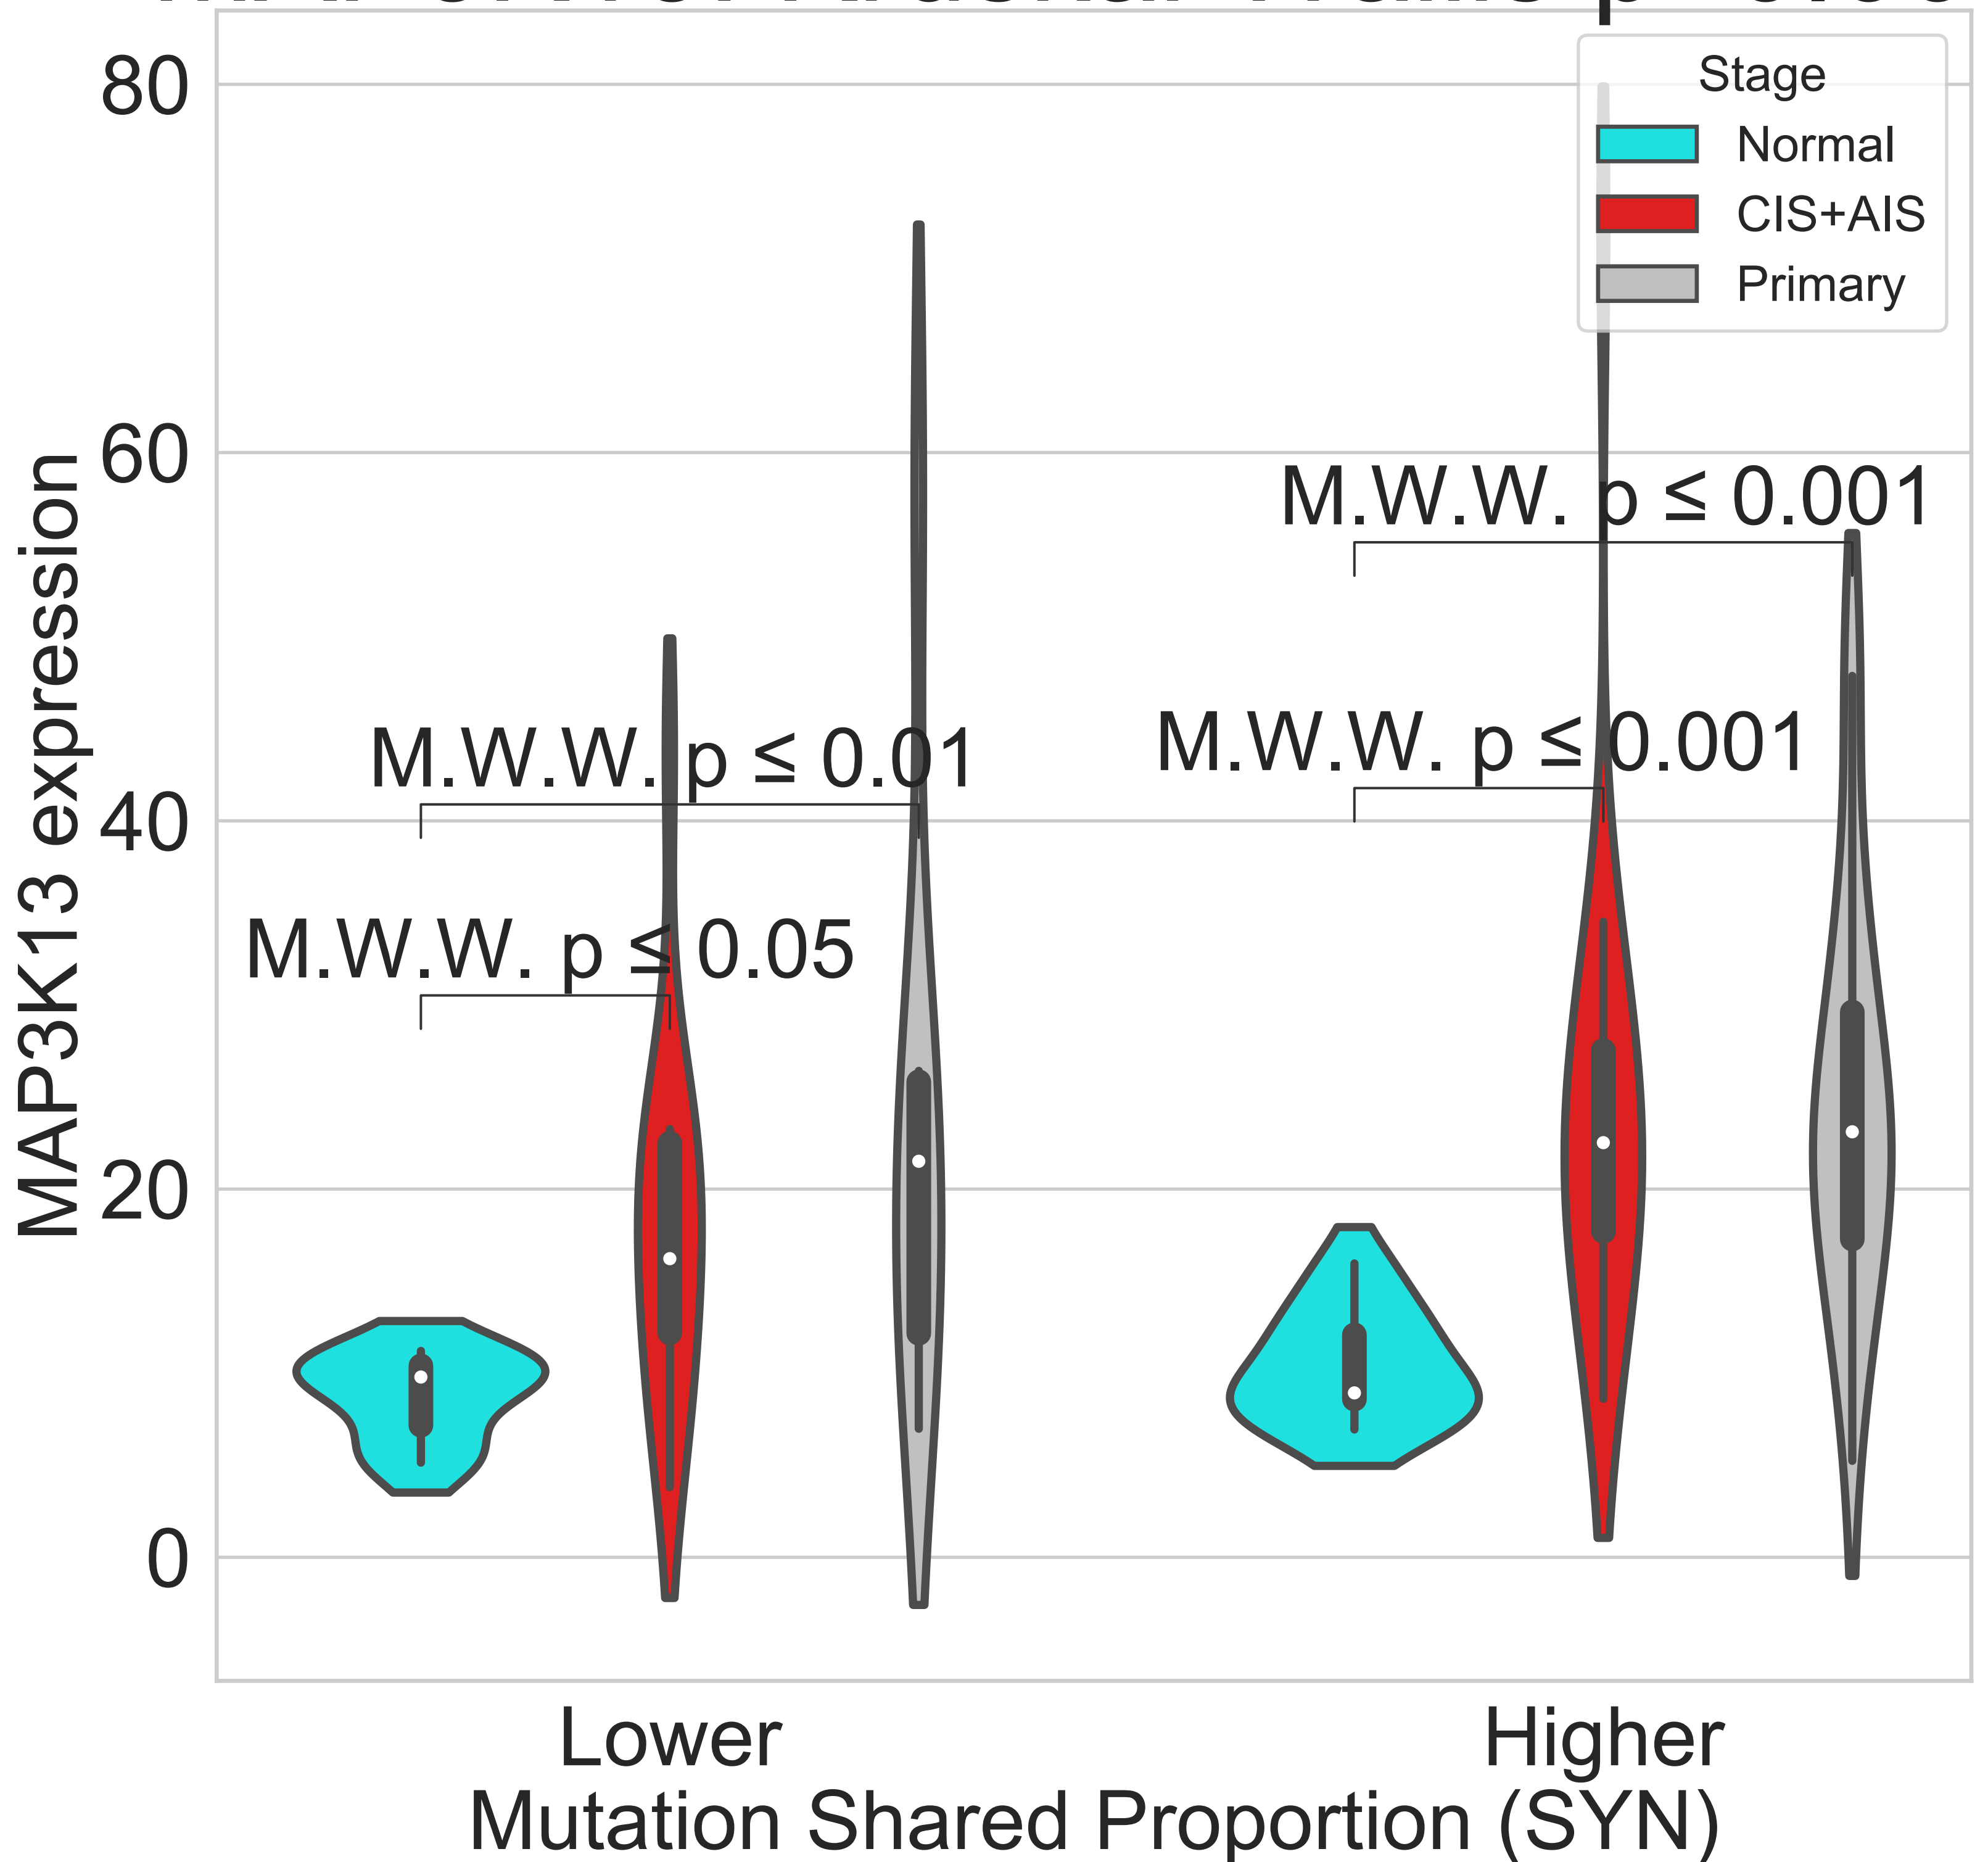 80
60
40
20
0
MAP3K13 expression
Stage
Normal
CIS+AIS
Primary
M.W.W. p ≤ 0.001
M.W.W. p ≤ 0.01
M.W.W. p ≤ 0.001
M.W.W. p ≤ 0.05
Lower
Higher
Mutation Shared Proportion (SYN)